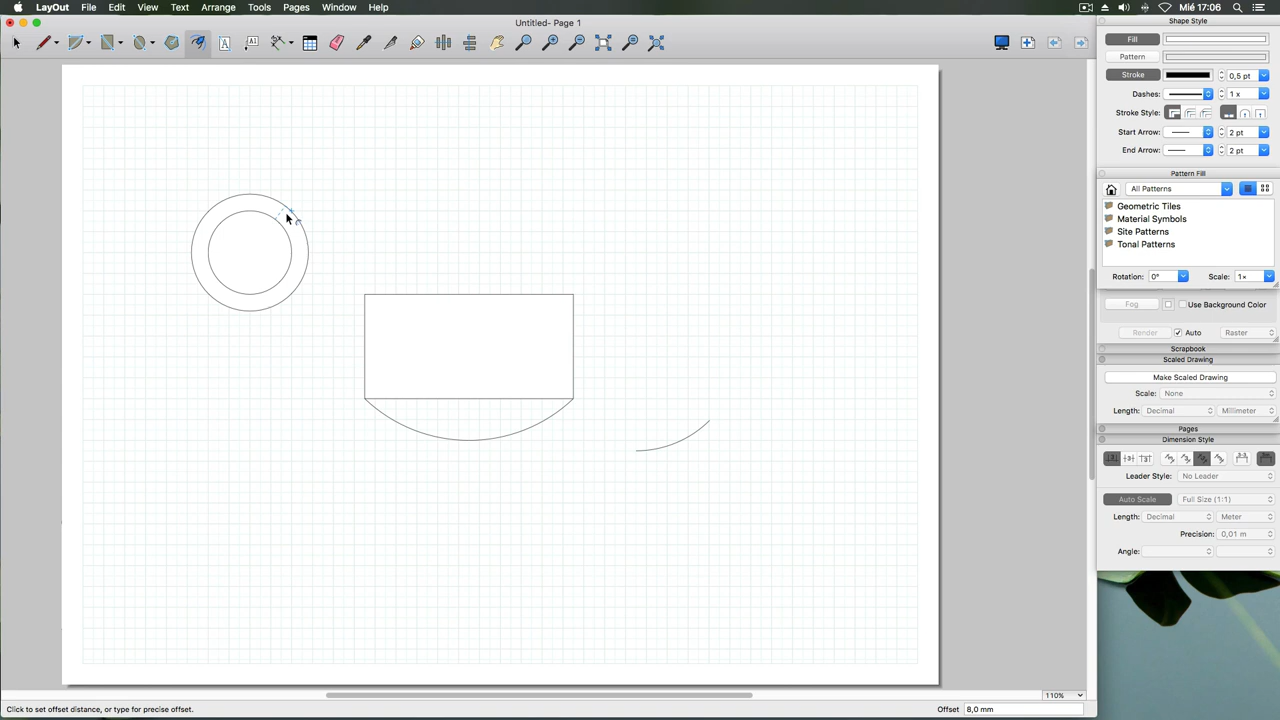 LayOut File Edit View Text Arrange Tools Pages Window Help Mié 17:06
Untitled- Page 1
Shape Style
Fill
Pattern
Stroke 0,5 pt
Dashes: 1 x
Stroke Style:
Start Arrow: 2 pt
End Arrow: 2 pt
Pattern Fill
All Patterns
Geometric Tiles
Material Symbols
Site Patterns
Tonal Patterns
Rotation: 0° Scale: 1x
Fog Use Background Color
Render Auto Raster
Scrapbook
Scaled Drawing
Make Scaled Drawing
Scale: None
Length: Decimal Millimeter
Pages
Dimension Style
Leader Style: No Leader
Auto Scale Full Size (1:1)
Length: Decimal Meter
Precision: 0,01 m
Angle:
110%
Click to set offset distance, or type for precise offset. Offset 8,0 mm